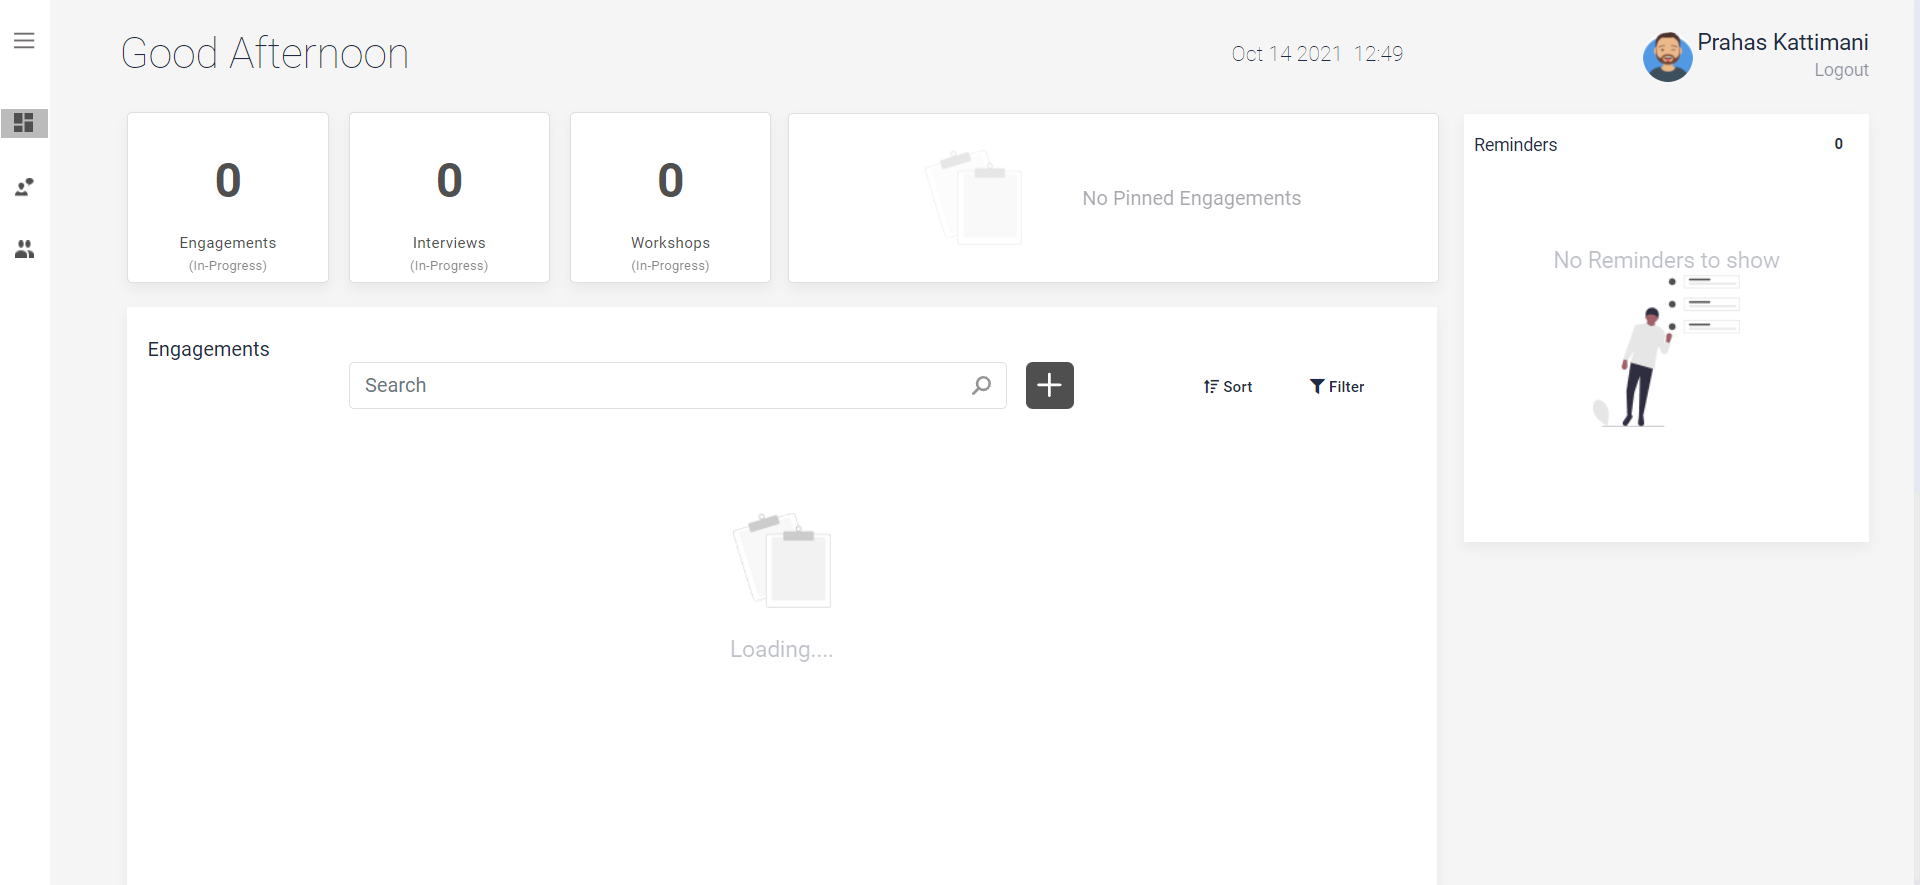 Good Afternoon
Oct 14 2021 12:49
Prahas Kattimani
Logout
0
Engagements
(In-Progress)
0
Interviews
(In-Progress)
0
Workshops
(In-Progress)
No Pinned Engagements
Reminders
0
No Reminders to show
Engagements
Search
Sort
Filter
Loading....